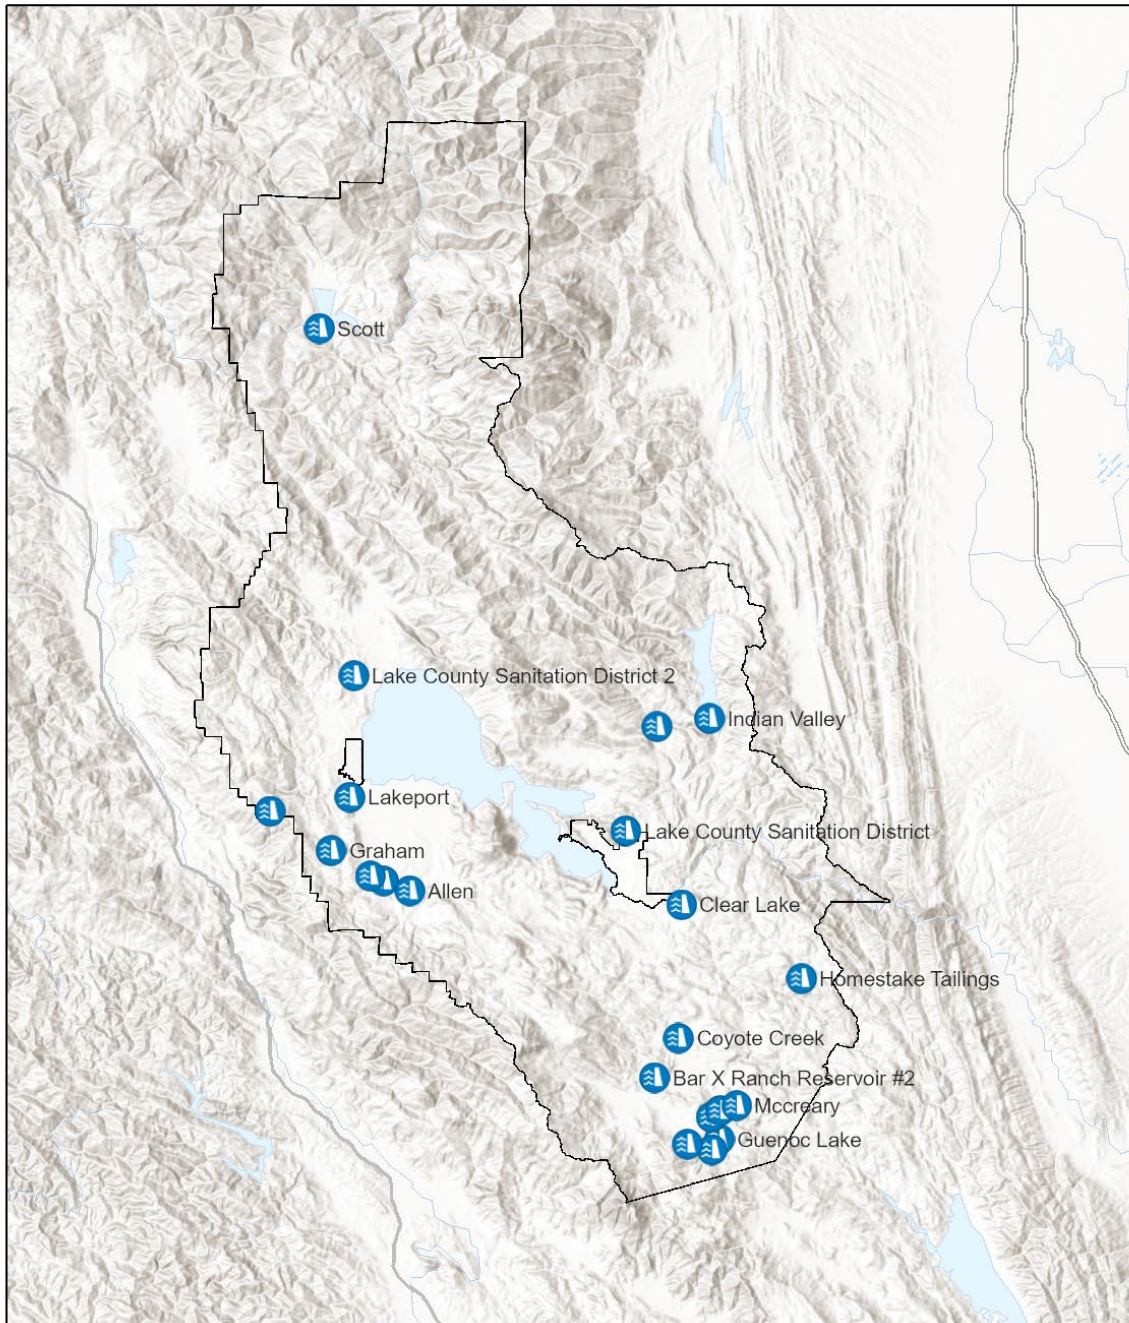 Scott
Lake County Sanitation District 2
Indian Valley
Lakeport
Lake County Sanitation District
Graham
Allen
Clear Lake
Homestake Tailings
Coyote Creek
Bar X Ranch Reservoir #2
Mccreary
Guenoc Lake